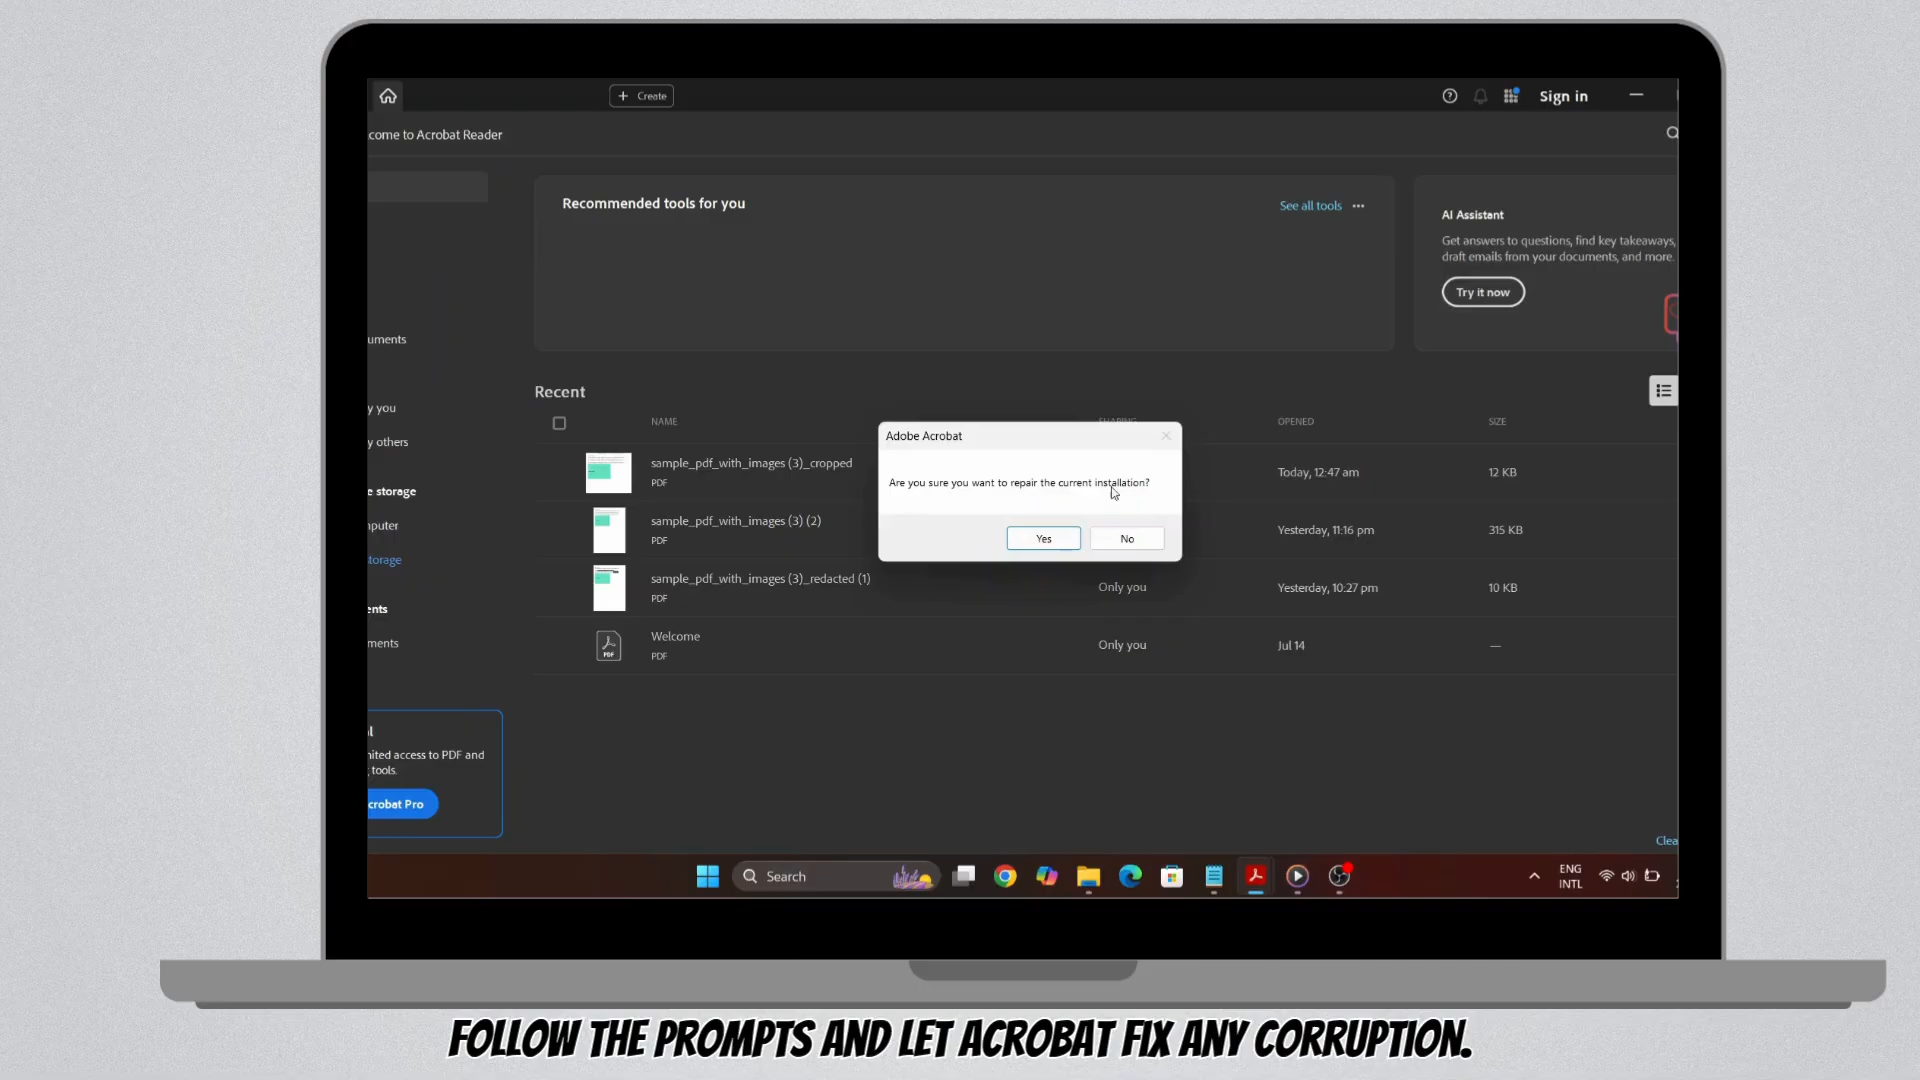 Create
Sign in
come to Acrobat Reader
Recommended tools for you
See all tools
AI Assistant
Get answers to questions, find key takeaways,
draft emails from your documents, and more.
Try it now
uments
y you
y others
e storage
nputer
torage
ents
ments
Recent
NAME
SHARING
OPENED
SIZE
sample_pdf_with_images (3)_cropped
PDF
Today, 12:47 am
12 KB
sample_pdf_with_images (3) (2)
PDF
Yesterday, 11:16 pm
315 KB
sample_pdf_with_images (3)_redacted (1)
PDF
Only you
Yesterday, 10:27 pm
10 KB
Welcome
PDF
Only you
Jul 14
—
Adobe Acrobat
Are you sure you want to repair the current installation?
Yes
No
al
nited access to PDF and
tools.
crobat Pro
Clea
Search
ENG
INTL
FOLLOW THE PROMPTS AND LET ACROBAT FIX ANY CORRUPTION.